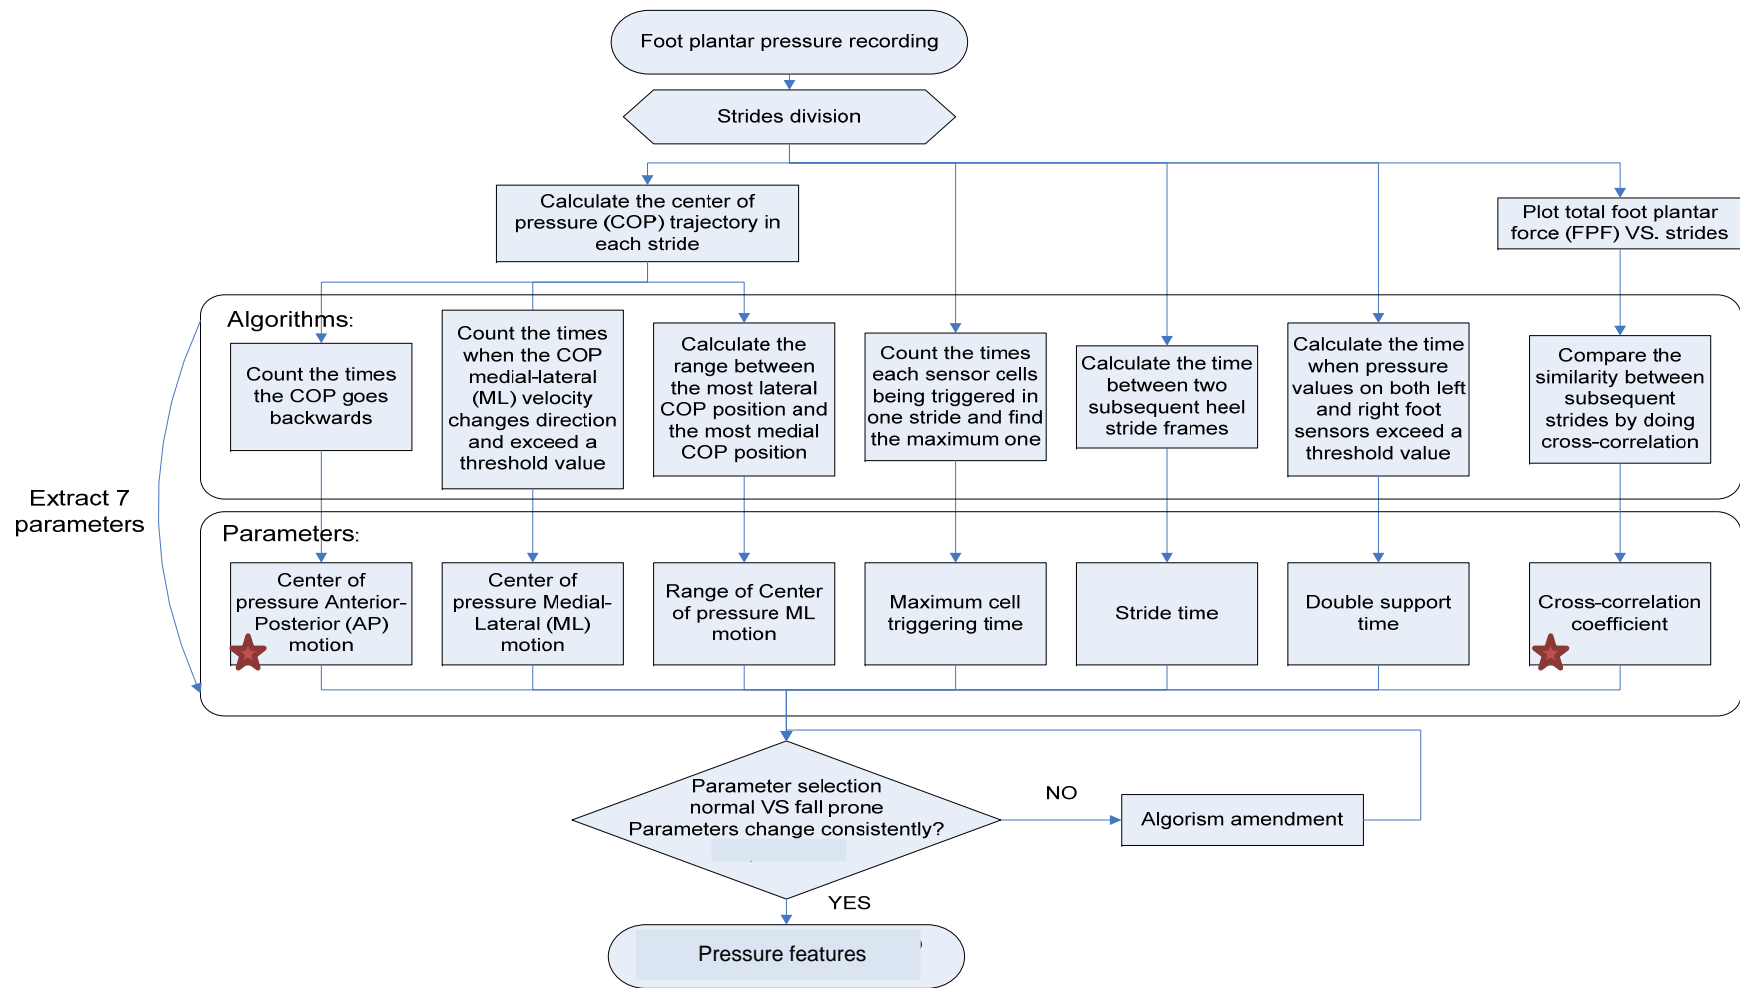 Foot plantar pressure recording
Strides division
Calculate the center of
pressure (COP) trajectory in
each stride
Plot total foot plantar
force (FPF) VS. strides
Algorithms:
Count the times
the COP goes
backwards
Count the times
when the COP
medial-lateral
(ML) velocity
changes direction
and exceed a
threshold value
Calculate the
range between
the most lateral
COP position and
the most medial
COP position
Count the times
each sensor cells
being triggered in
one stride and find
the maximum one
Calculate the time
between two
subsequent heel
stride frames
Calculate the time
when pressure
values on both left
and right foot
sensors exceed a
threshold value
Compare the
similarity between
subsequent
strides by doing
cross-correlation
Extract 7
parameters
Parameters:
Center of
pressure Anterior-
Posterior (AP)
motion
Center of
pressure Medial-
Lateral (ML)
motion
Range of Center
of pressure ML
motion
Maximum cell
triggering time
Stride time
Double support
time
Cross-correlation
coefficient
Parameter selection
normal VS fall prone
Parameters change consistently?
NO
Algorism amendment
YES
Pressure features